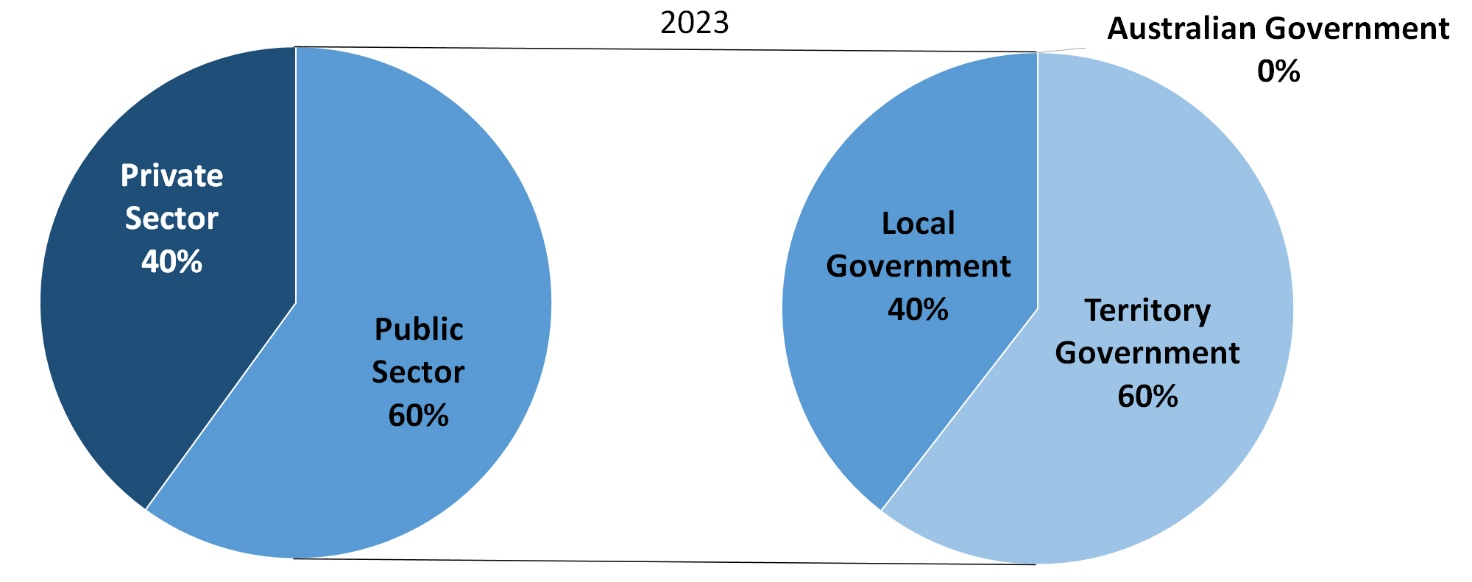 2023
Private
Sector
40%
Public
Sector
60%
Local
Government
40%
Territory
Government
60%
Australian Government
0%